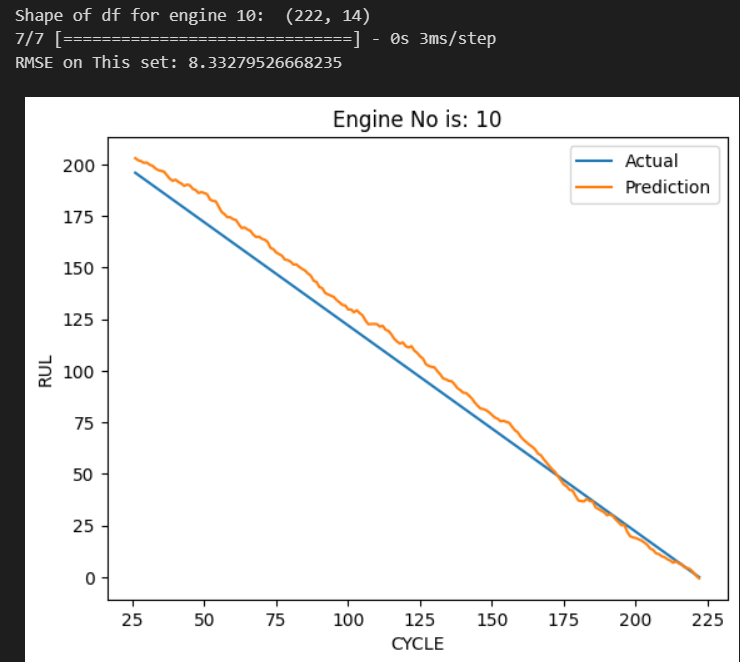 Shape of df for engine 10:  (222, 14)
7/7 [==============================] - 0s 3ms/step
RMSE on This set: 8.33279526668235
Engine No is: 10
Actual
Prediction
200
175
150
125
100
75
50
25
0
RUL
25 50 75 100 125 150 175 200 225
CYCLE